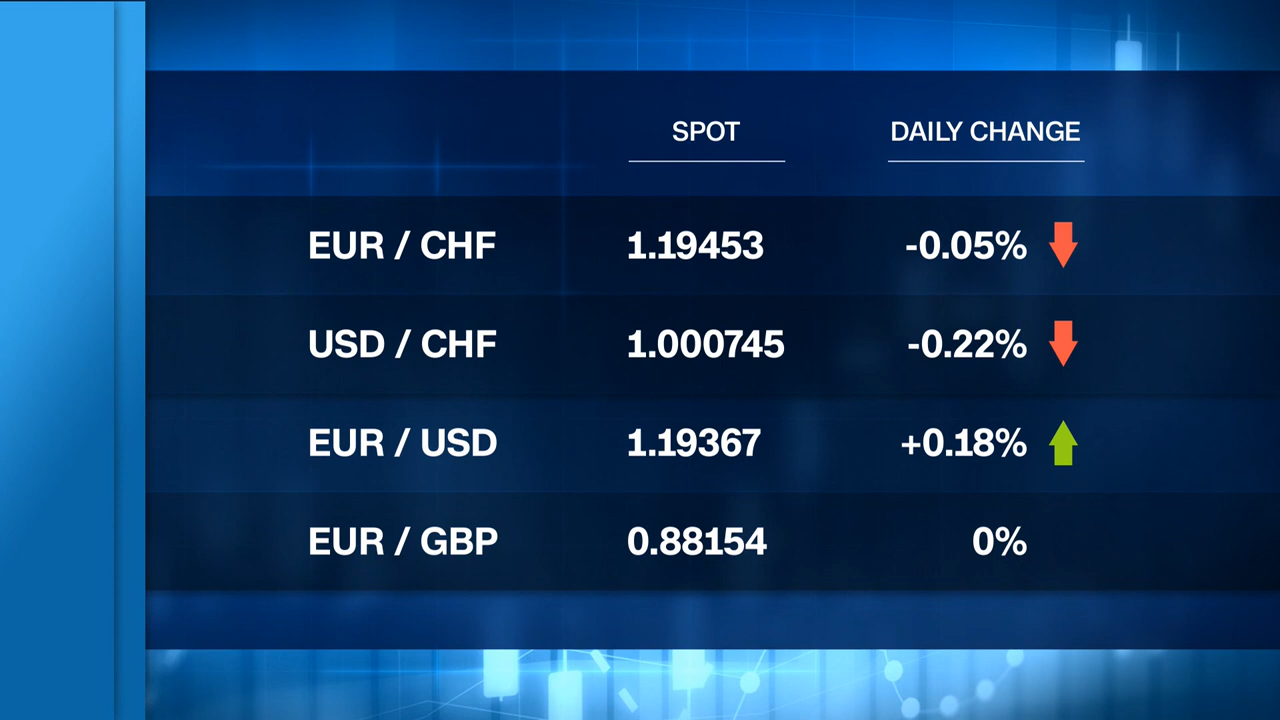 SPOT DAILY CHANGE
EUR / CHF 1.19453 -0.05%
USD / CHF 1.000745 -0.22%
EUR / USD 1.19367 +0.18%
EUR / GBP 0.88154 0%